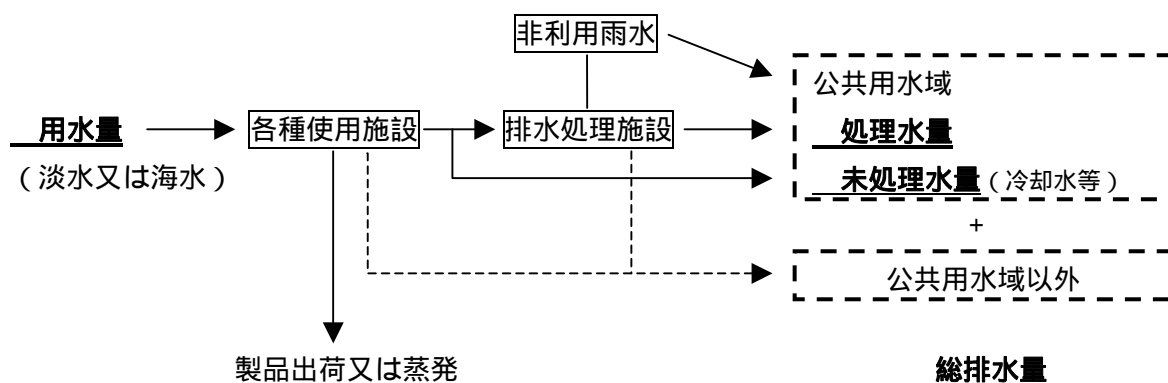 非利用雨水
公共用水域
用水量
各種使用施設
排水処理施設
処理水量
(淡水又は海水)
未処理水量(冷却水等)
+
公共用水域以外
製品出荷又は蒸発
総排水量